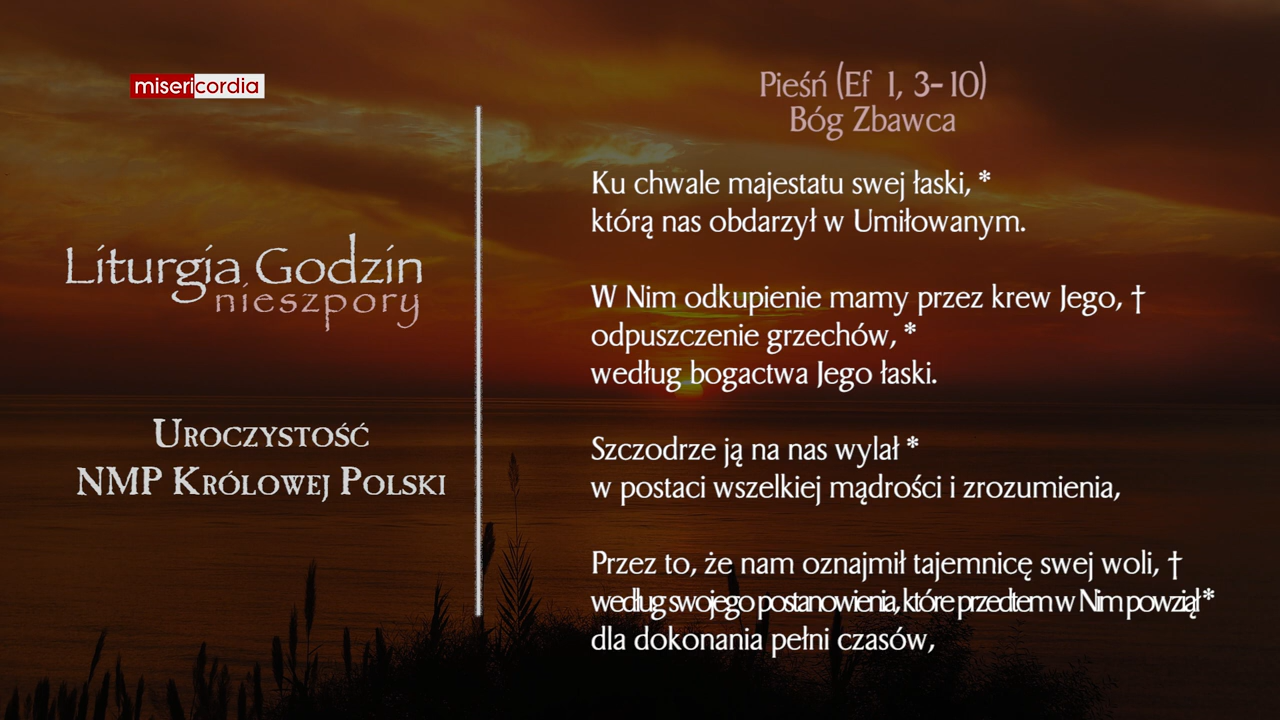 misericordia
Liturgia Godzin
nieszpory
Uroczystość
NMP Królowej Polski
Pieśń (Ef 1, 3-10)
Bóg Zbawca
Ku chwale majestatu swej łaski, *
którą nas obdarzył w Umiłowanym.
W Nim odkupienie mamy przez krew Jego, †
odpuszczenie grzechów, *
według bogactwa Jego łaski.
Szczodrze ją na nas wylał *
w postaci wszelkiej mądrości i zrozumienia,
Przez to, że nam oznajmił tajemnicę swej woli, †
według swojego postanowienia, które przedtem w Nim powziął *
dla dokonania pełni czasów,